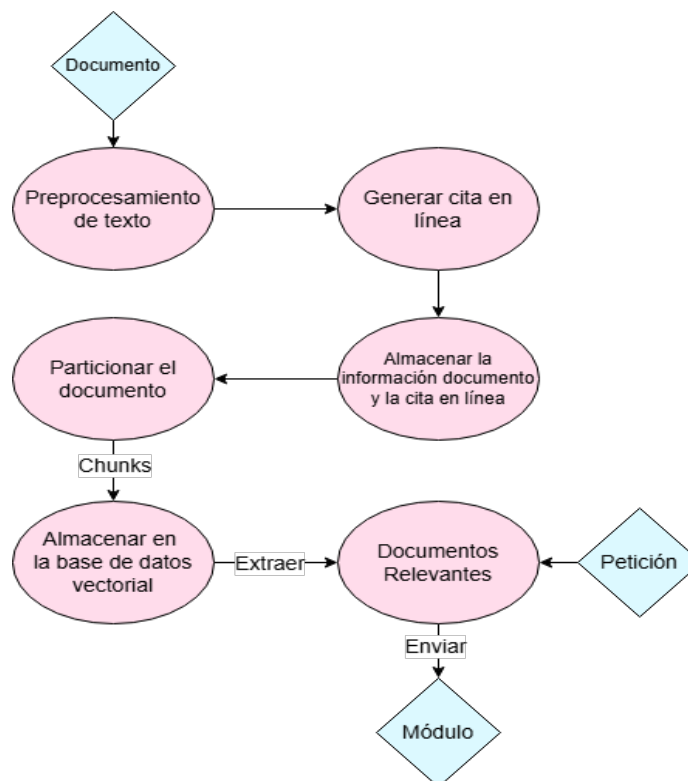 Documento
Preprocesamiento
de texto
Generar cita en
línea
Particionar el
documento
Almacenar la
información documento
y la cita en línea
Chunks
Almacenar en
la base de datos
vectorial
Extraer
Documentos
Relevantes
Petición
Enviar
Módulo